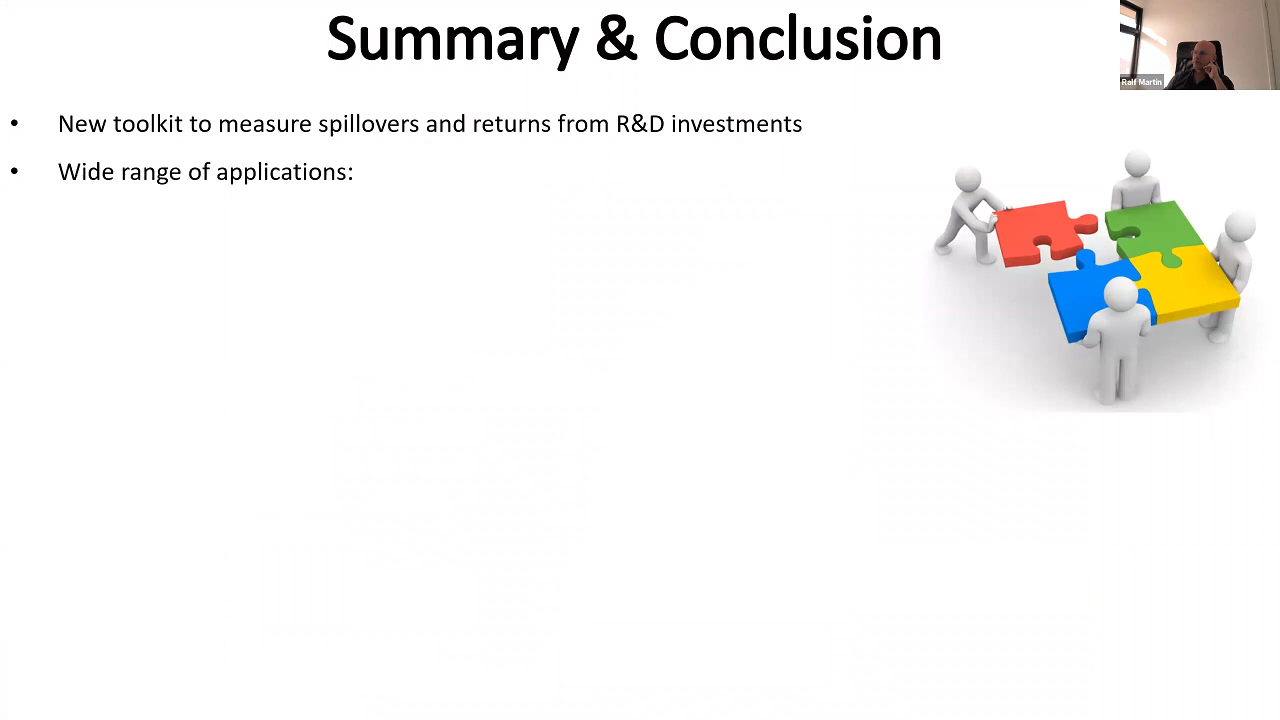 Summary & Conclusion
Ralf Martin
• New toolkit to measure spillovers and returns from R&D investments
• Wide range of applications: